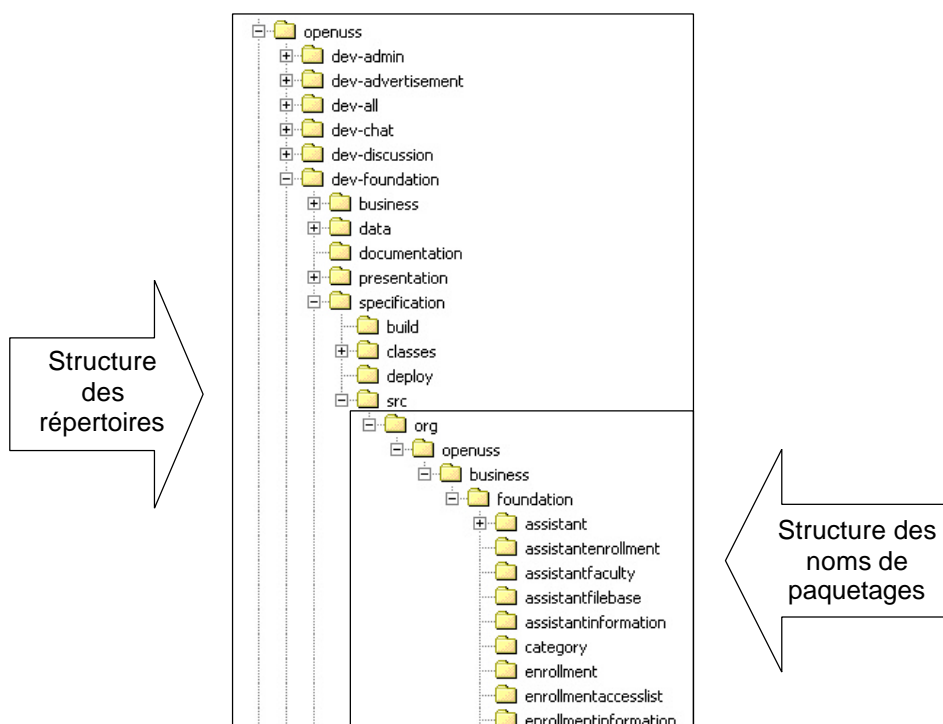 openuss
dev-admin
dev-advertisement
dev-all
dev-chat
dev-discussion
dev-foundation
business
data
documentation
presentation
specification
build
classes
deploy
src
org
openuss
business
foundation
assistant
assistantenrollment
assistantfaculty
assistantfilebase
assistantinformation
category
enrollment
enrollmentaccesslist
enrollmentinformation
Structure
des
répertoires
Structure des
noms de
paquetages